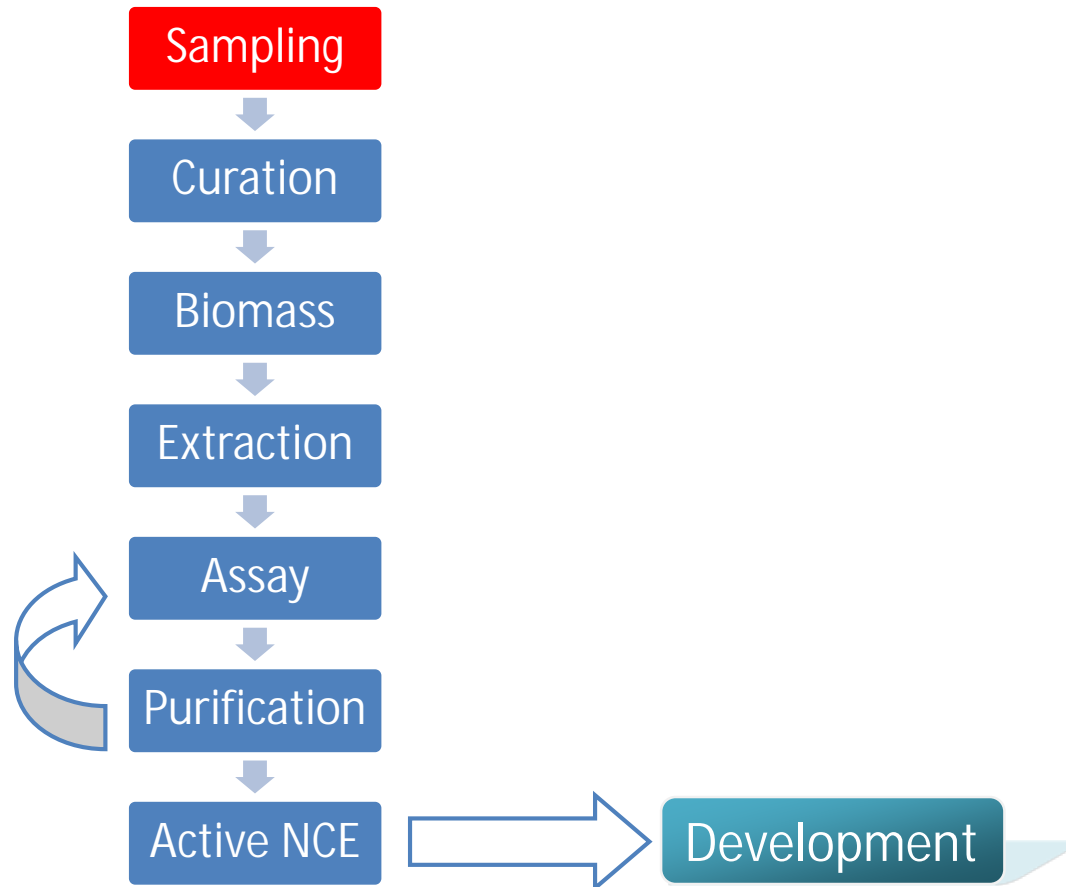 Sampling
Curation
Biomass
Extraction
Assay
Purification
Active NCE
Development